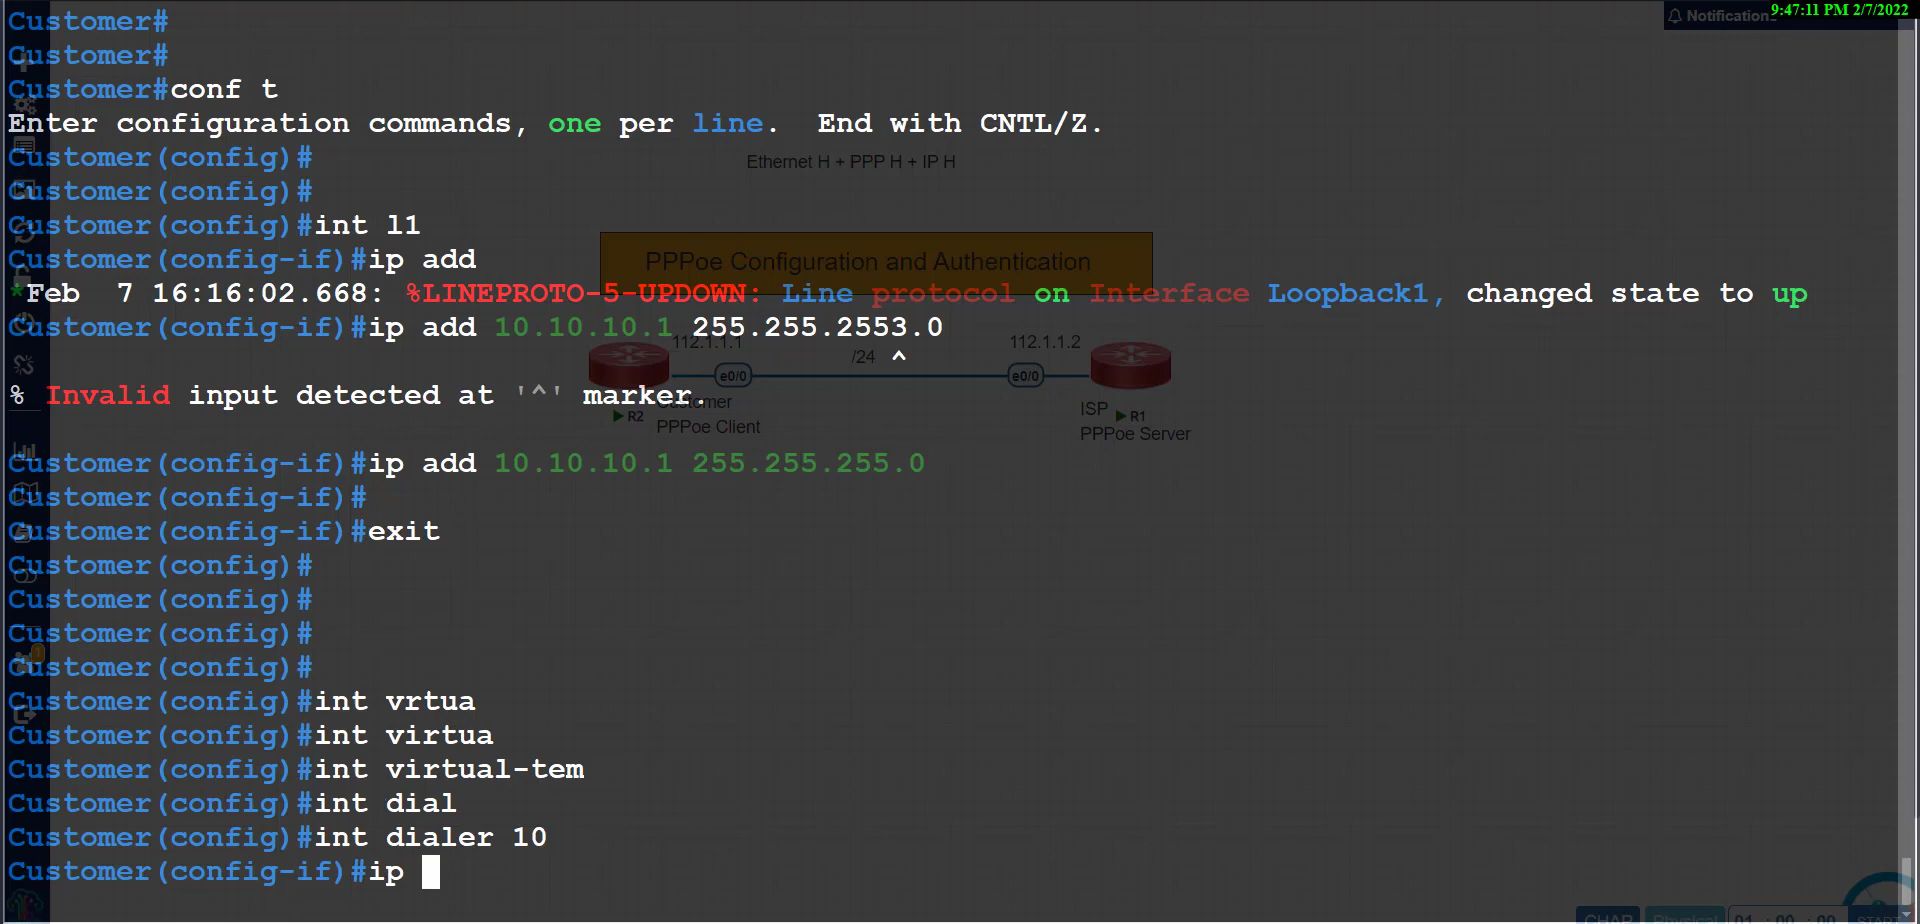 9:47:11 PM 2/7/2022
Notification
Customer#
Customer#
Customer#conf t
Enter configuration commands, one per line.  End with CNTL/Z.
Customer(config)#
Ethernet H + PPP H + IP H
Customer(config)#
Customer(config)#int l1
Customer(config-if)#ip add
PPPoe Configuration and Authentication
*Feb  7 16:16:02.668: %LINEPROTO-5-UPDOWN: Line protocol on Interface Loopback1, changed state to up
Customer(config-if)#ip add 10.10.10.1 255.255.2553.0
112.1.1.1
/24
112.1.1.2
^
e0/0
e0/0
% Invalid input detected at '^' marker.
Customer
R2
PPPoe Client
ISP
R1
PPPoe Server
Customer(config-if)#ip add 10.10.10.1 255.255.255.0
Customer(config-if)#
Customer(config-if)#exit
Customer(config)#
Customer(config)#
Customer(config)#
Customer(config)#
Customer(config)#int vrtua
Customer(config)#int virtua
Customer(config)#int virtual-tem
Customer(config)#int dial
Customer(config)#int dialer 10
Customer(config-if)#ip
CHAP
Physical
START